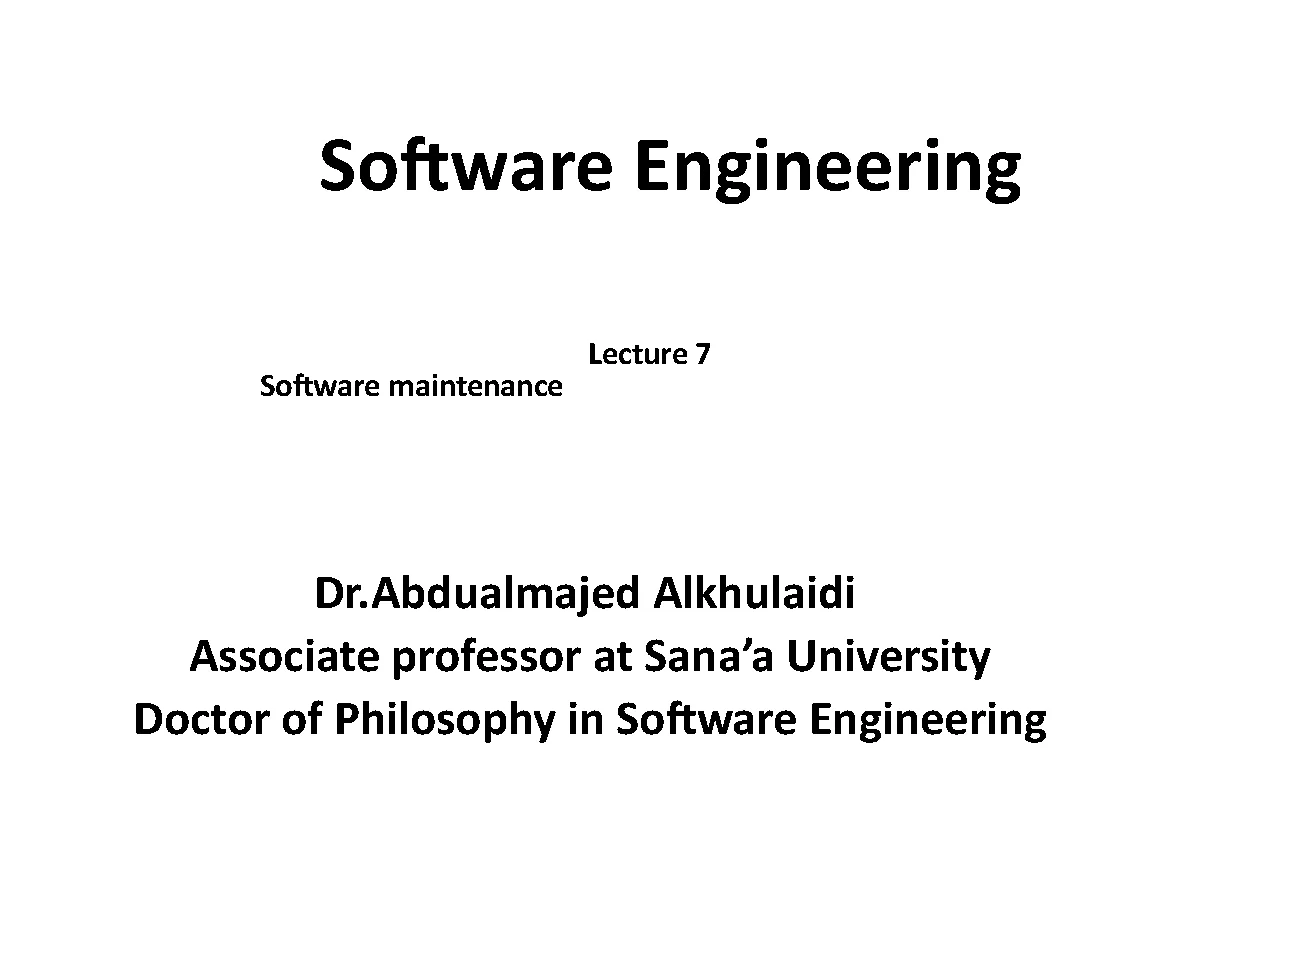 Software Engineering
Lecture 7
Software maintenance
Dr.Abdualmajed Alkhulaidi
Associate professor at Sana’a University
Doctor of Philosophy in Software Engineering